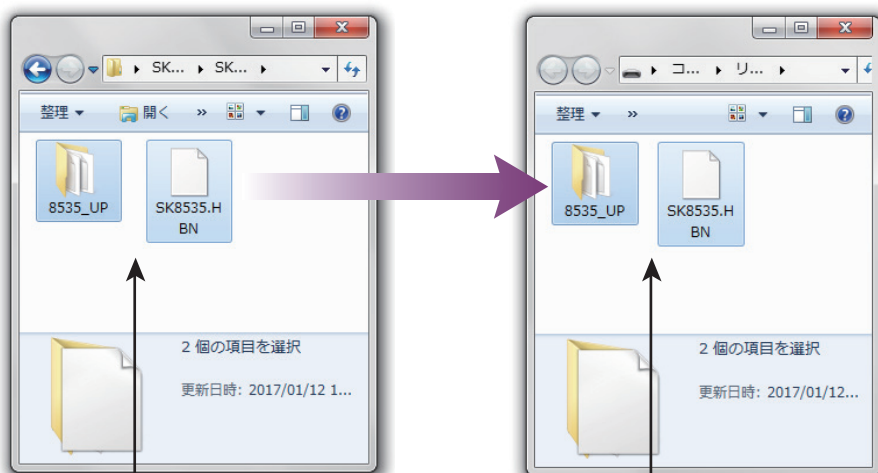 SK... SK...
整理 開く »
8535_UP
SK8535.H
BN
2 個の項目を選択
更新日時: 2017/01/12 1...
コ... リ...
整理 »
8535_UP
SK8535.H
BN
2 個の項目を選択
更新日時: 2017/01/12...